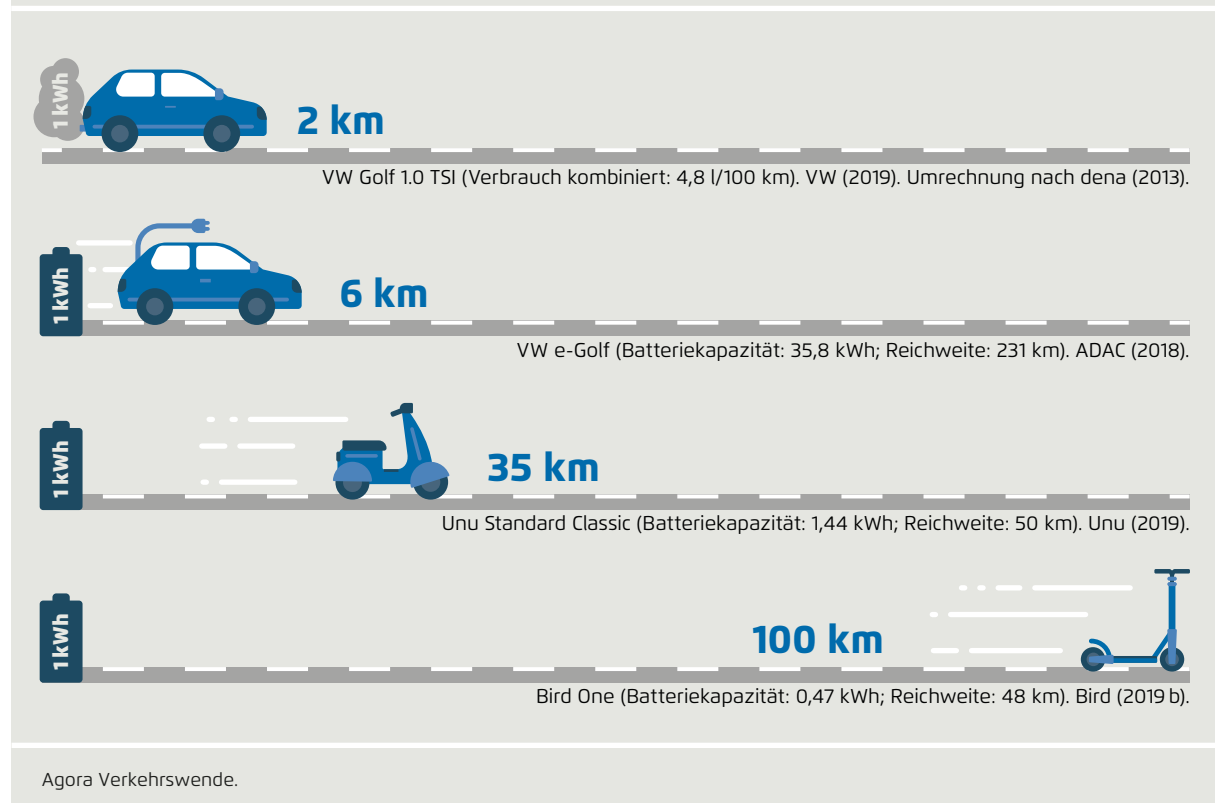 1 kWh
2 km
VW Golf 1.0 TSI (Verbrauch kombiniert: 4,8 l/100 km). VW (2019). Umrechnung nach dena (2013).
1 kWh
6 km
VW e-Golf (Batteriekapazität: 35,8 kWh; Reichweite: 231 km). ADAC (2018).
1 kWh
35 km
Unu Standard Classic (Batteriekapazität: 1,44 kWh; Reichweite: 50 km). Unu (2019).
1 kWh
100 km
Bird One (Batteriekapazität: 0,47 kWh; Reichweite: 48 km). Bird (2019 b).
Agora Verkehrswende.